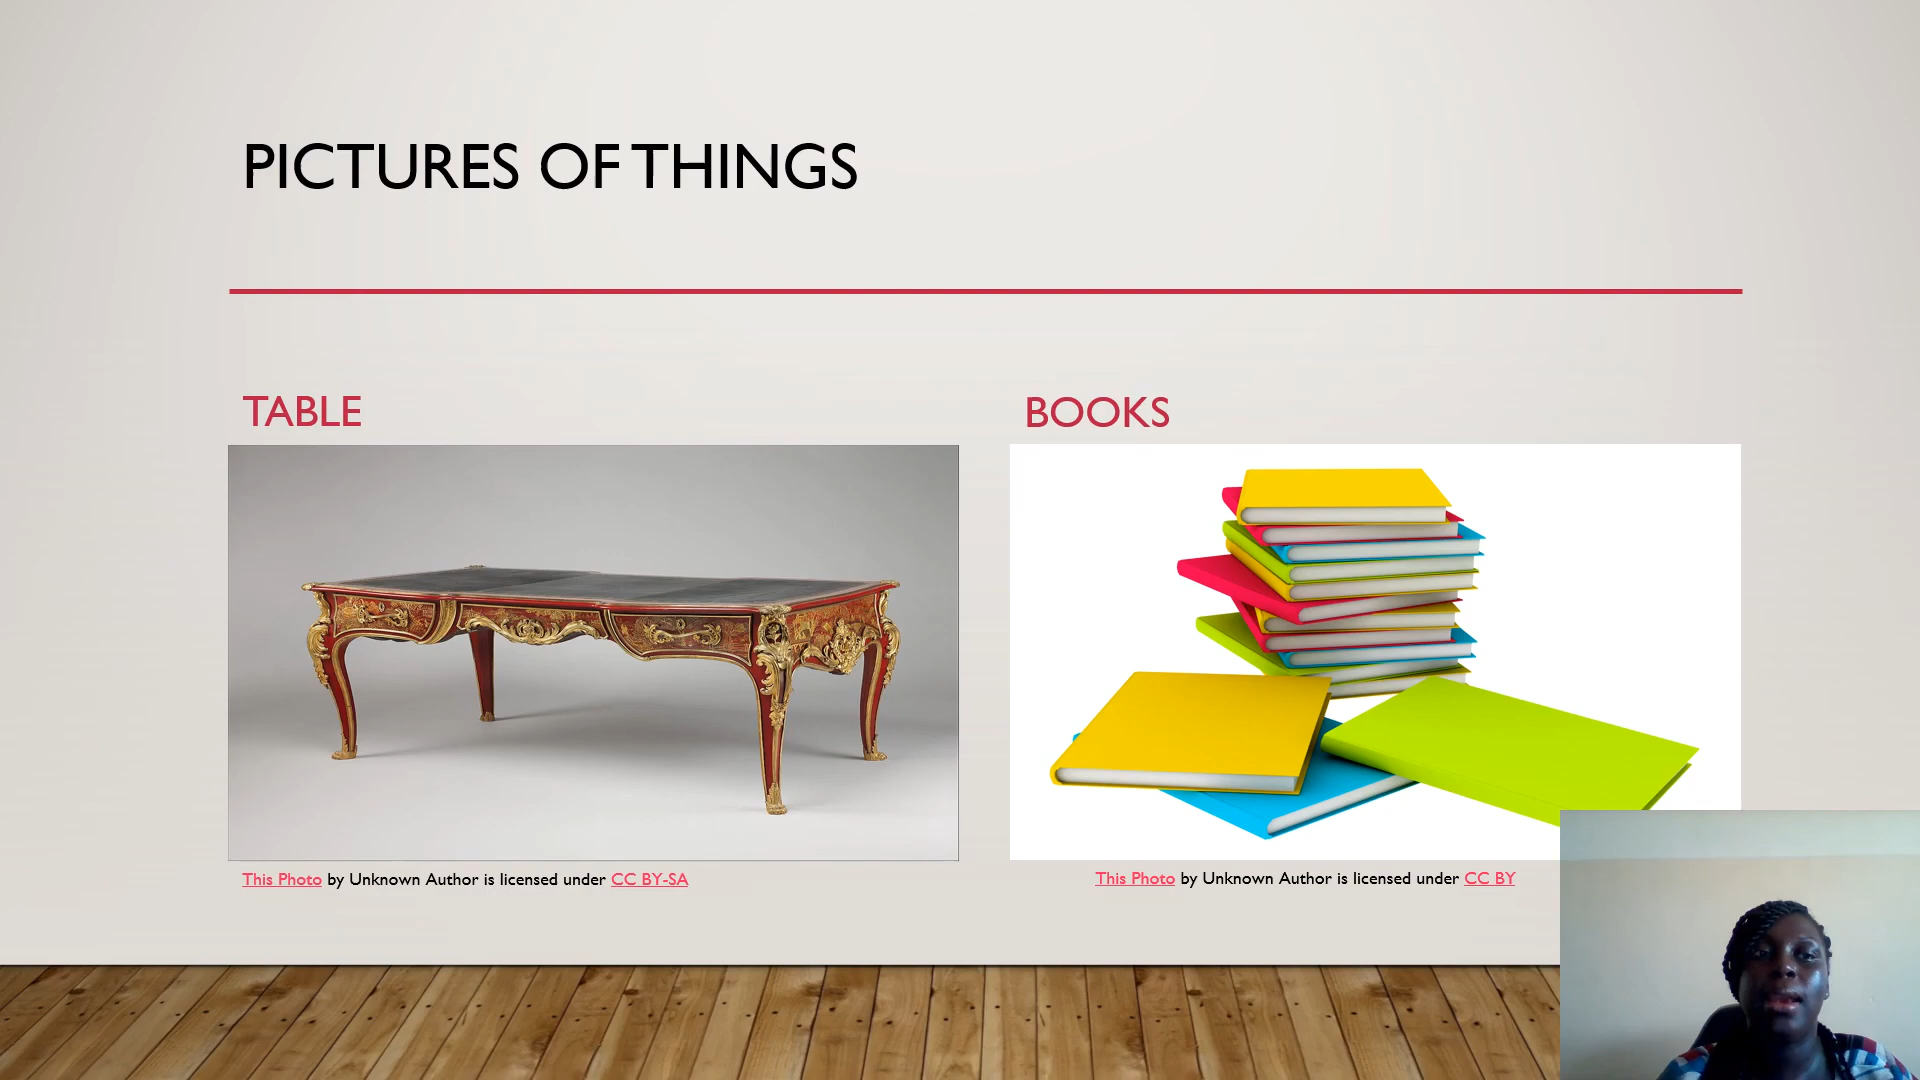 PICTURES OF THINGS
TABLE
BOOKS
This Photo by Unknown Author is licensed under CC BY-SA
This Photo by Unknown Author is licensed under CC BY